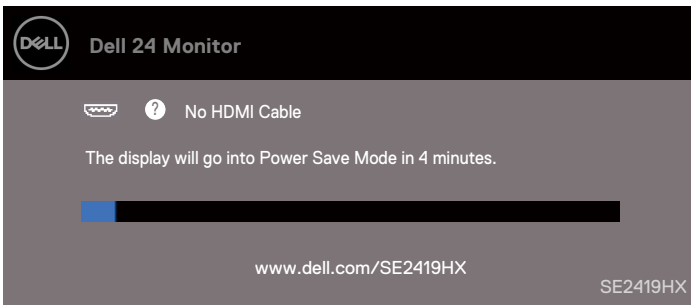 DELL
Dell 24 Monitor
? No HDMI Cable
The display will go into Power Save Mode in 4 minutes.
www.dell.com/SE2419HX
SE2419HX